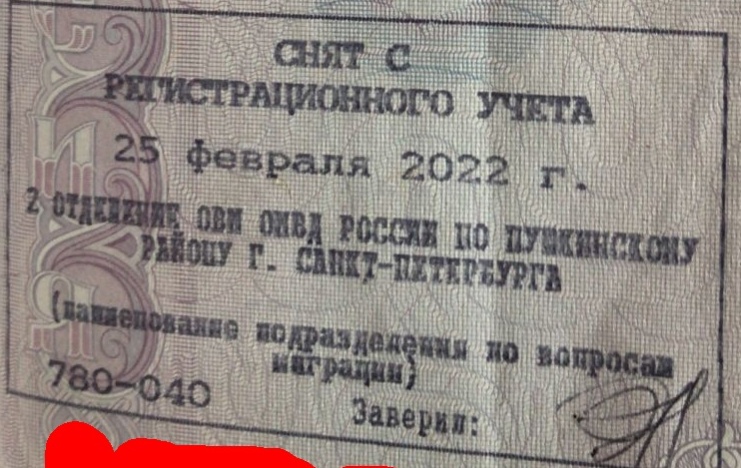 СНЯТ С
РЕГИСТРАЦИОННОГО УЧЕТА
25 февраля 2022 г.
2 ОТДЕЛЕНИЕ ОВМ ОМВД РОССИИ ПО ПУШКИНСКОМУ
РАЙОНУ Г. САНКТ-ПЕТЕРБУРГА
(наименование подразделения по вопросам
миграции)
780-040
Заверил: